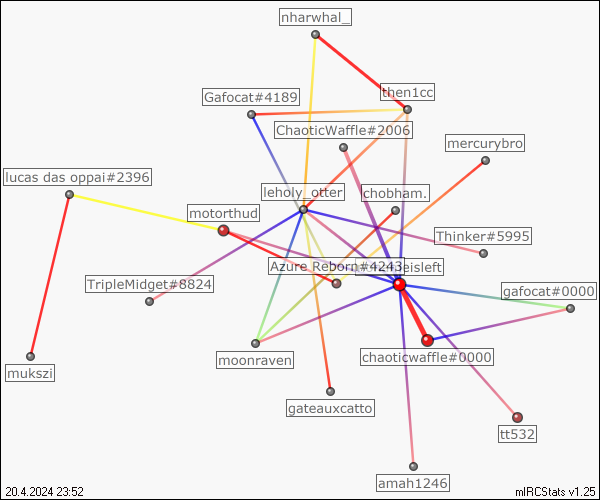 nharwhal_
then1cc
Gafocat#4189
ChaoticWaffle#2006
mercurybro
lucas das oppai#2396
leholy_otter
chobham.
motorthud
Thinker#5995
Azure Reborn#4243
eisleft
TripleMidget#8824
gafocat#0000
moonraven
chaoticwaffle#0000
mukszi
gateauxcatto
tt532
amah1246
20.4.2024 23:52
mIRCStats v1.25